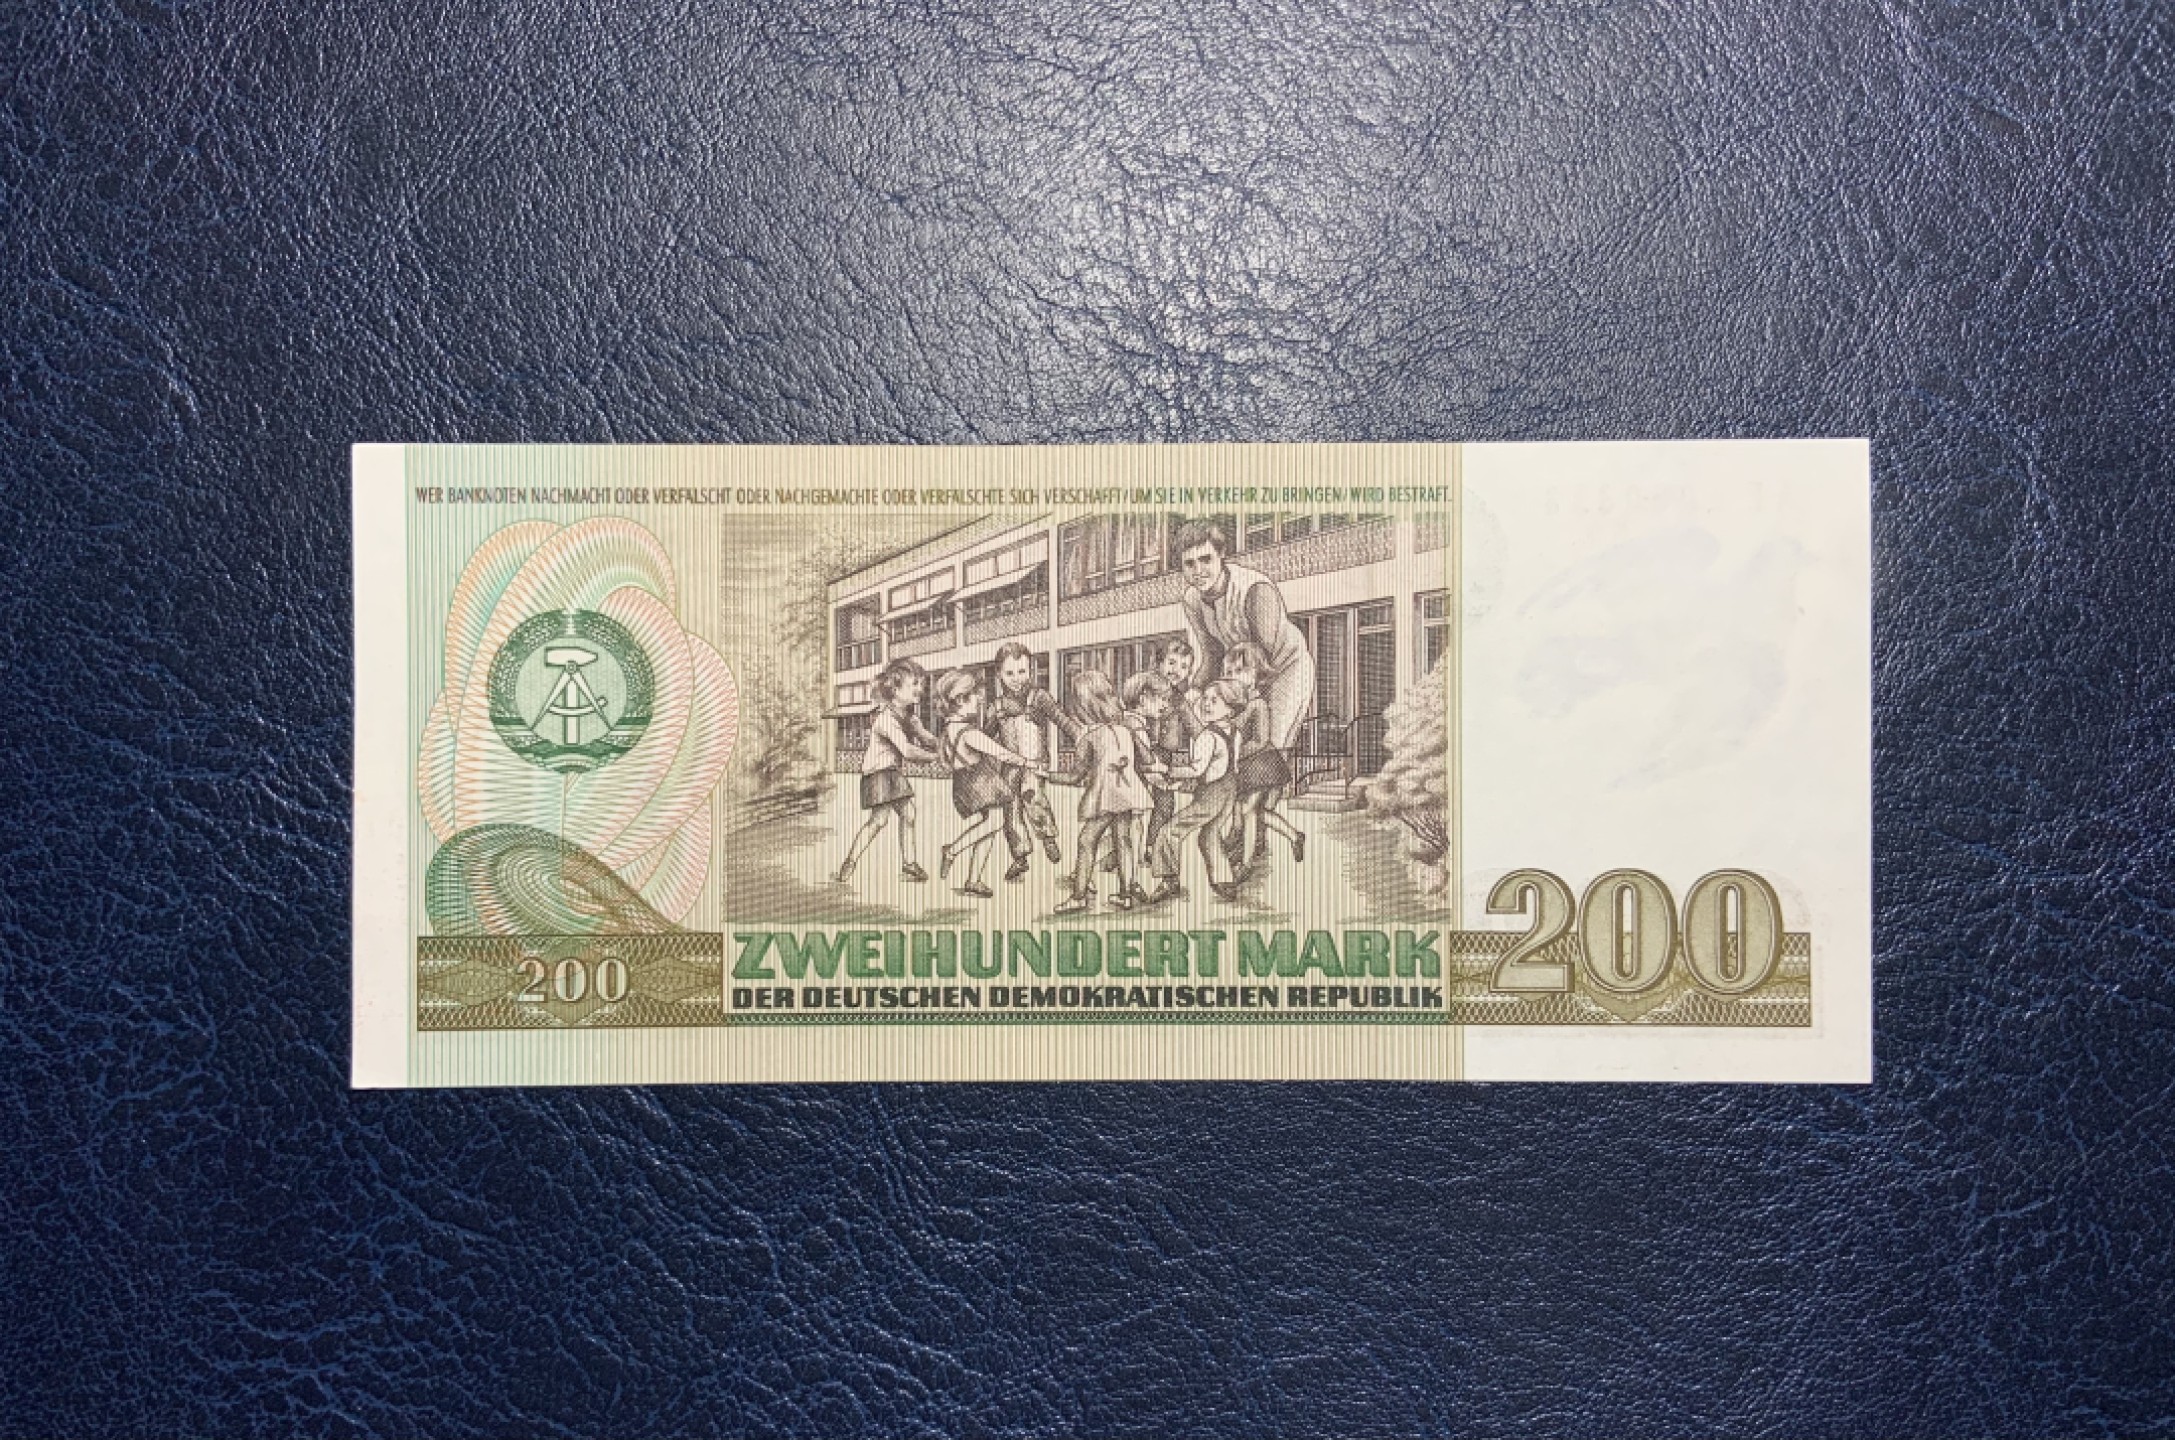 WER BANKNOTEN NACHMACHT ODER VERFÄLSCHT ODER NACHGEMACHTE ODER VERFÄLSCHTE SICH VERSCHAFFT/UM SIE IN VERKEHR ZU BRINGEN/WIRD BESTRAFT.
ZWEIHUNDERT MARK
DER DEUTSCHEN DEMOKRATISCHEN REPUBLIK
200
200